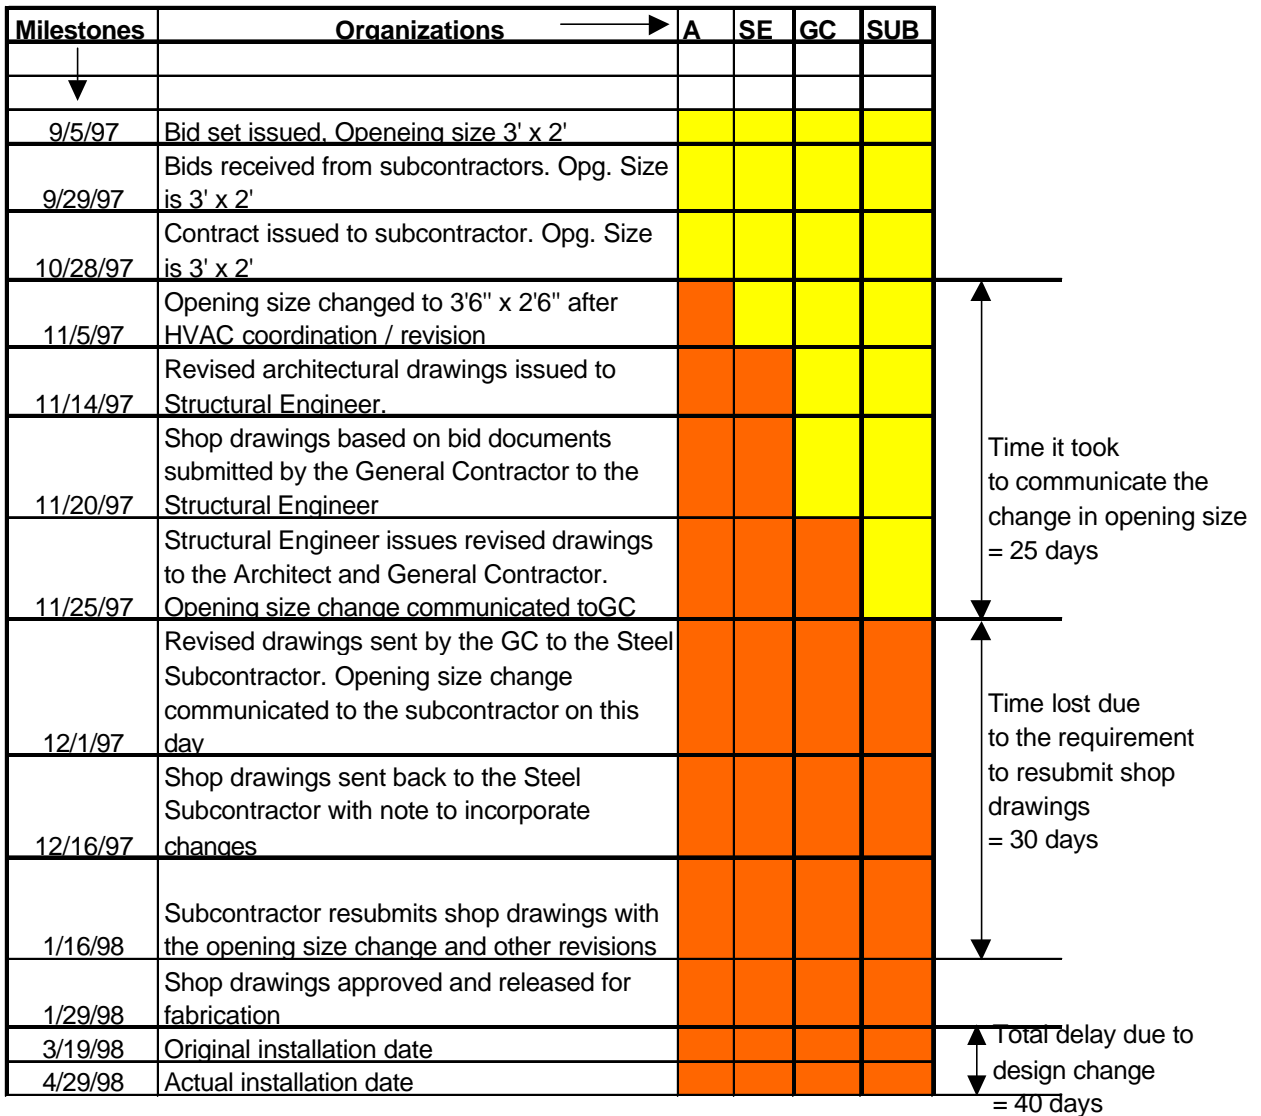 Milestones Organizations A SE GC SUB
9/5/97 Bid set issued, Openeing size 3' x 2'
Bids received from subcontractors. Opg. Size
9/29/97 is 3' x 2'
Contract issued to subcontractor. Opg. Size
10/28/97 is 3' x 2'
Opening size changed to 3'6" x 2'6" after
11/5/97 HVAC coordination / revision
Revised architectural drawings issued to
11/14/97 Structural Engineer.
Shop drawings based on bid documents
submitted by the General Contractor to the
11/20/97 Structural Engineer
Structural Engineer issues revised drawings
to the Architect and General Contractor.
11/25/97 Opening size change communicated toGC
Time it took
to communicate the
change in opening size
= 25 days
Revised drawings sent by the GC to the Steel
Subcontractor. Opening size change
communicated to the subcontractor on this
12/1/97 day
Shop drawings sent back to the Steel
Subcontractor with note to incorporate
12/16/97 changes
Subcontractor resubmits shop drawings with
1/16/98 the opening size change and other revisions
Time lost due
to the requirement
to resubmit shop
drawings
= 30 days
Shop drawings approved and released for
1/29/98 fabrication
3/19/98 Original installation date
4/29/98 Actual installation date
Total delay due to
design change
= 40 days